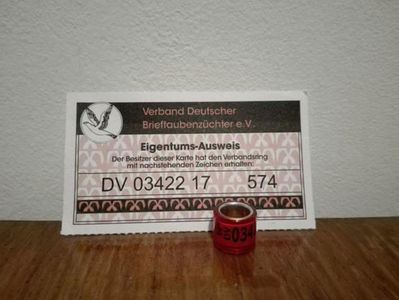 Verband Deutscher
Brieftaubenzüchter e.V.
Eigentums-Ausweis
Der Besitzer dieser Karte hat den Verbandsring
mit nachstehenden Zeichen erhalten:
DV 03422 17 574